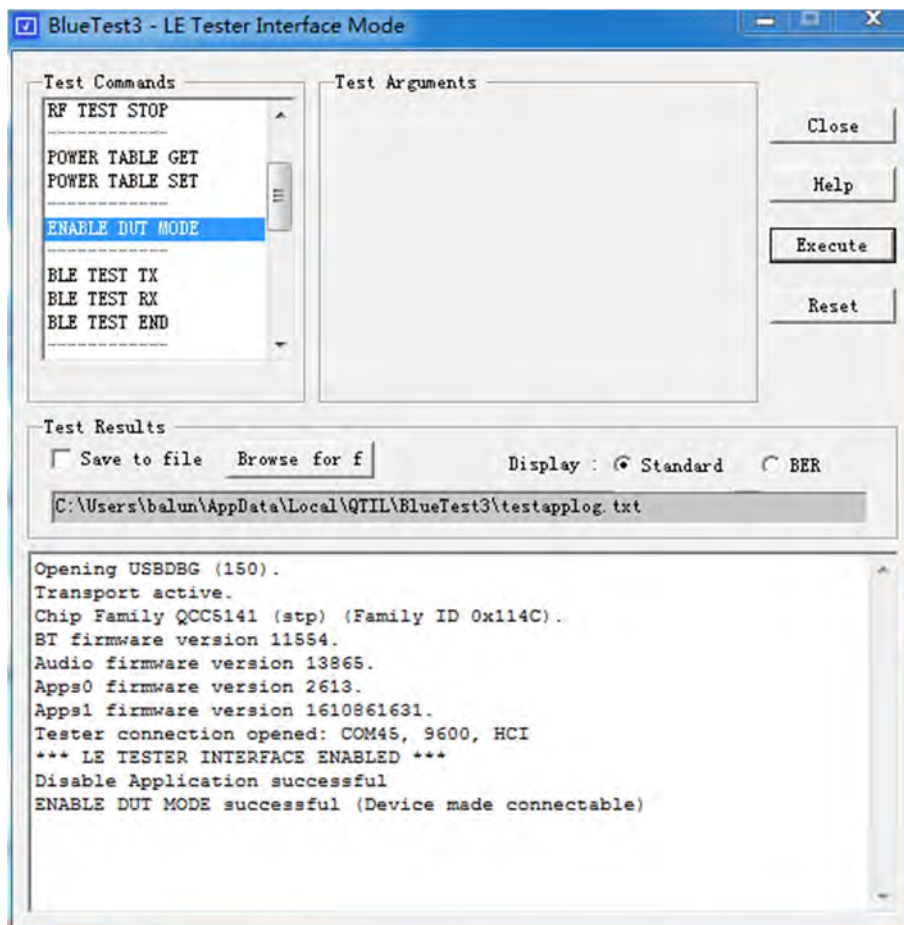 BlueTest3 - LE Tester Interface Mode
Test Commands
RF TEST STOP
------------
POWER TABLE GET
POWER TABLE SET
------------
ENABLE DUT MODE
------------
BLE TEST TX
BLE TEST RX
BLE TEST END
------------
Test Arguments
Close
Help
Execute
Reset
Test Results
Save to file Browse for f Display : Standard BER
C:\Users\balun\AppData\Local\QTIL\BlueTest3\testapplog.txt
Opening USBDBG (150).
Transport active.
Chip Family QCC5141 (stp) (Family ID 0x114C).
BT firmware version 11554.
Audio firmware version 13865.
Apps0 firmware version 2613.
Apps1 firmware version 1610861631.
Tester connection opened: COM45, 9600, HCI
*** LE TESTER INTERFACE ENABLED ***
Disable Application successful
ENABLE DUT MODE successful (Device made connectable)